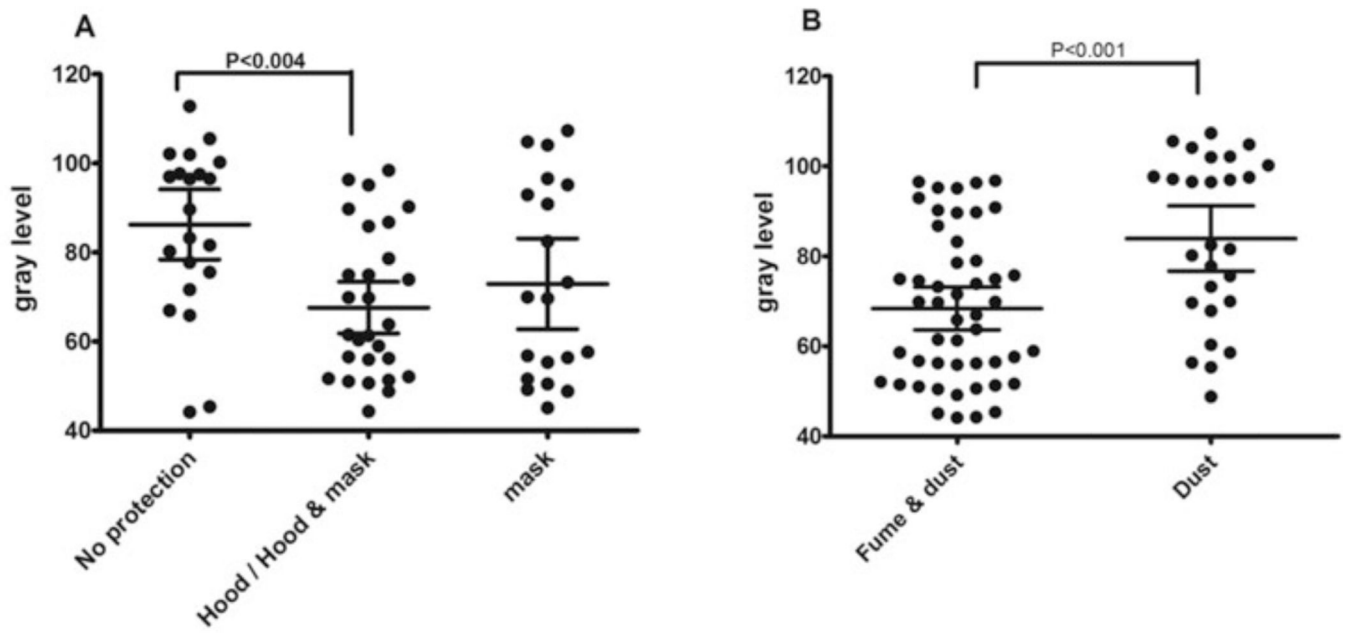 A
P<0.004
120
100
80
60
40
gray level
No protection
Hood / Hood & mask
mask
B
P<0.001
120
100
80
60
40
gray level
Fume & dust
Dust